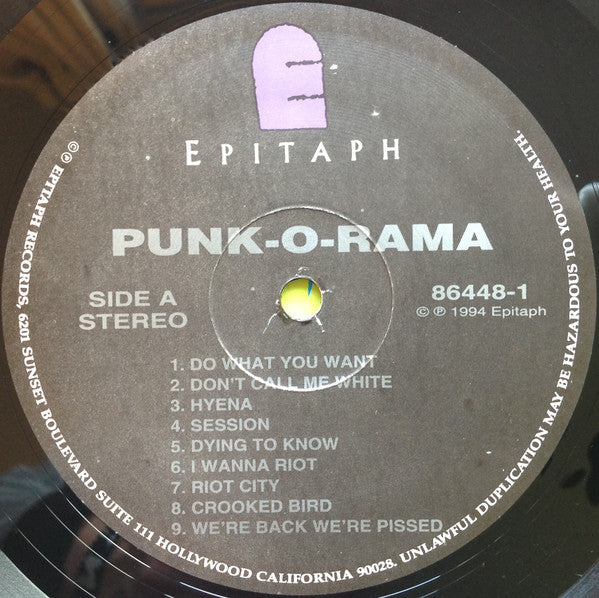 EPITAPH
PUNK-O-RAMA
SIDE A
STEREO
86448-1
© ℗ 1994 Epitaph
1. DO WHAT YOU WANT
2. DON'T CALL ME WHITE
3. HYENA
4. SESSION
5. DYING TO KNOW
6. I WANNA RIOT
7. RIOT CITY
8. CROOKED BIRD
9. WE'RE BACK WE'RE PISSED
©℗ EPITAPH RECORDS, 6201 SUNSET BOULEVARD SUITE 111 HOLLYWOOD CALIFORNIA 90028. UNLAWFUL DUPLICATION MAY BE HAZARDOUS TO YOUR HEALTH.